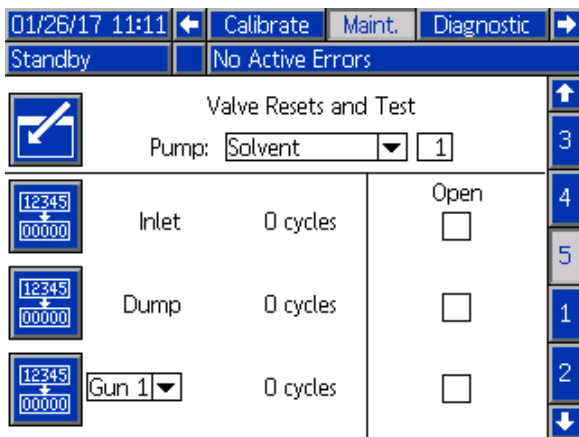 01/26/17 11:11 Calibrate Maint. Diagnostic
Standby No Active Errors
Valve Resets and Test
Pump: Solvent 1
3
Open
4
12345
00000
Inlet 0 cycles
5
12345
00000
Dump 0 cycles
1
12345
00000
Gun 1 0 cycles
2